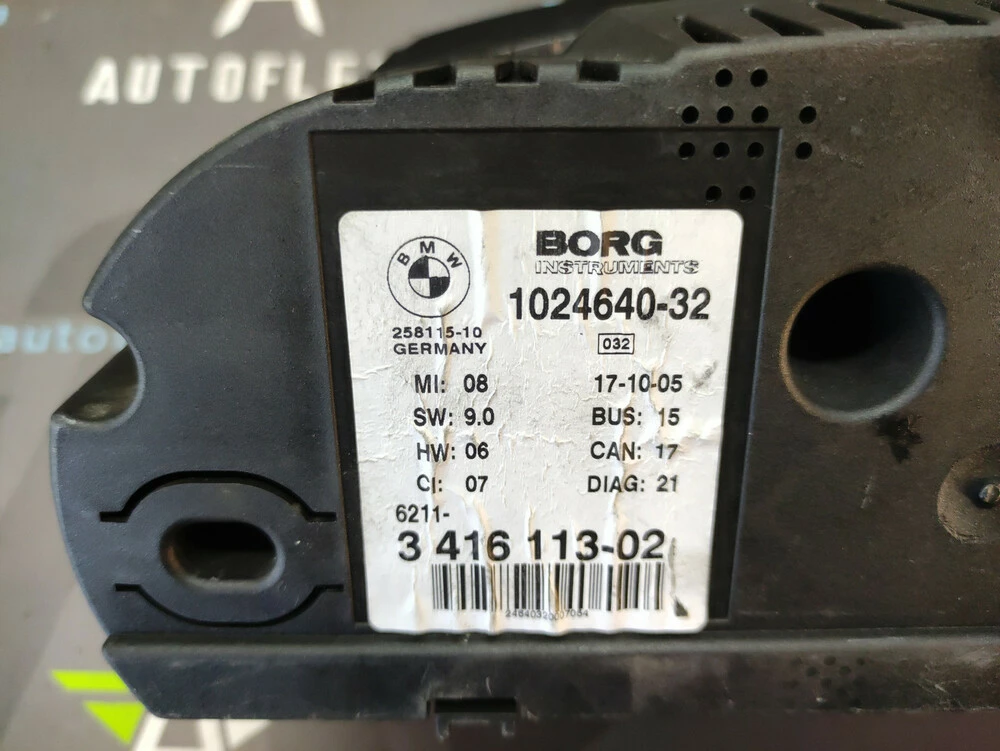 AUTOFLE
BMW
BORG
INSTRUMENTS
1024640-32
258115-10
GERMANY
032
MI: 08 17-10-05
SW: 9.0 BUS: 15
HW: 06 CAN: 17
CI: 07 DIAG: 21
6211-
3 416 113-02
auto